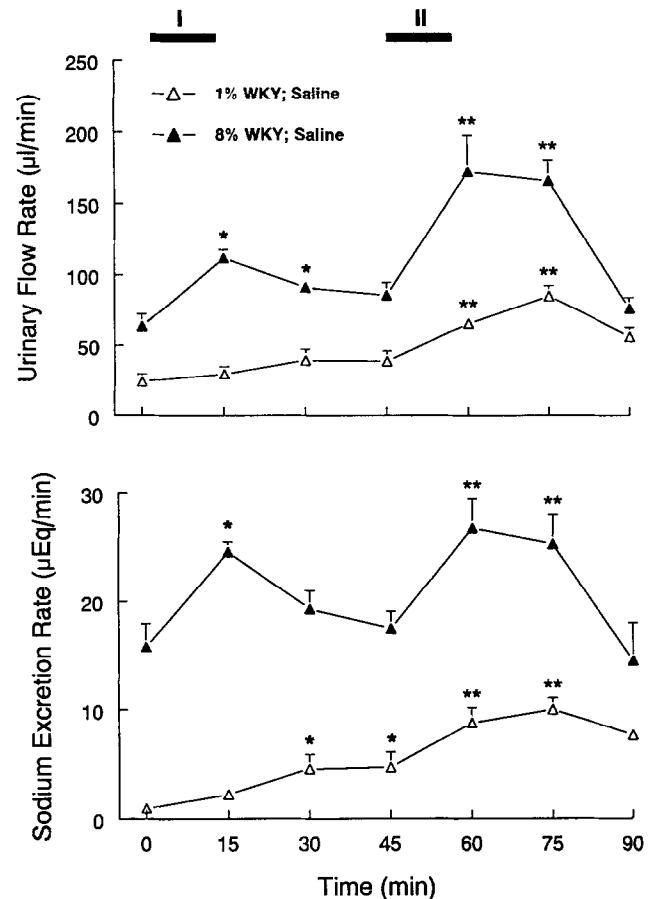 I II
250
200
150
100
50
0
Urinary Flow Rate (µl/min)
1% WKY; Saline
8% WKY; Saline
* * ** ** ** **
30
20
10
0
Sodium Excretion Rate (µEq/min)
* ** ** * * ** **
0 15 30 45 60 75 90
Time (min)